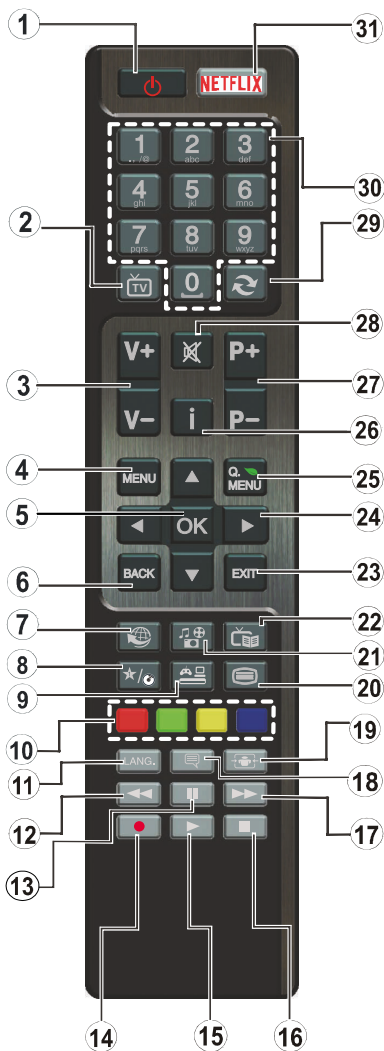 1
31
NETFLIX
1 2 3
.,/@ abc def
30
4 5 6
ghi jkl mno
7 8 9
pqrs tuv wxyz
2
29
TV
0
28
V+ P+
3
27
V- i P-
26
4
MENU
Q. MENU
25
5
OK
24
6
BACK
EXIT
23
7
22
8
21
9
20
10
19
11
LANG.
18
12
17
13
14
15
16